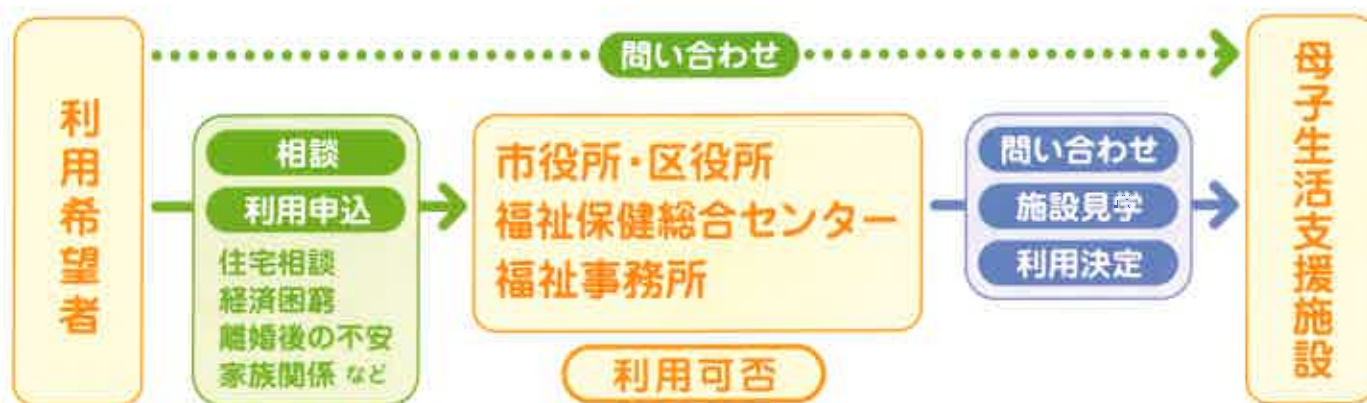 利用希望者
問い合わせ
相談
利用申込
住宅相談
経済困窮
離婚後の不安
家族関係 など
市役所・区役所
福祉保健総合センター
福祉事務所
利用可否
問い合わせ
施設見学
利用決定
母子生活支援施設